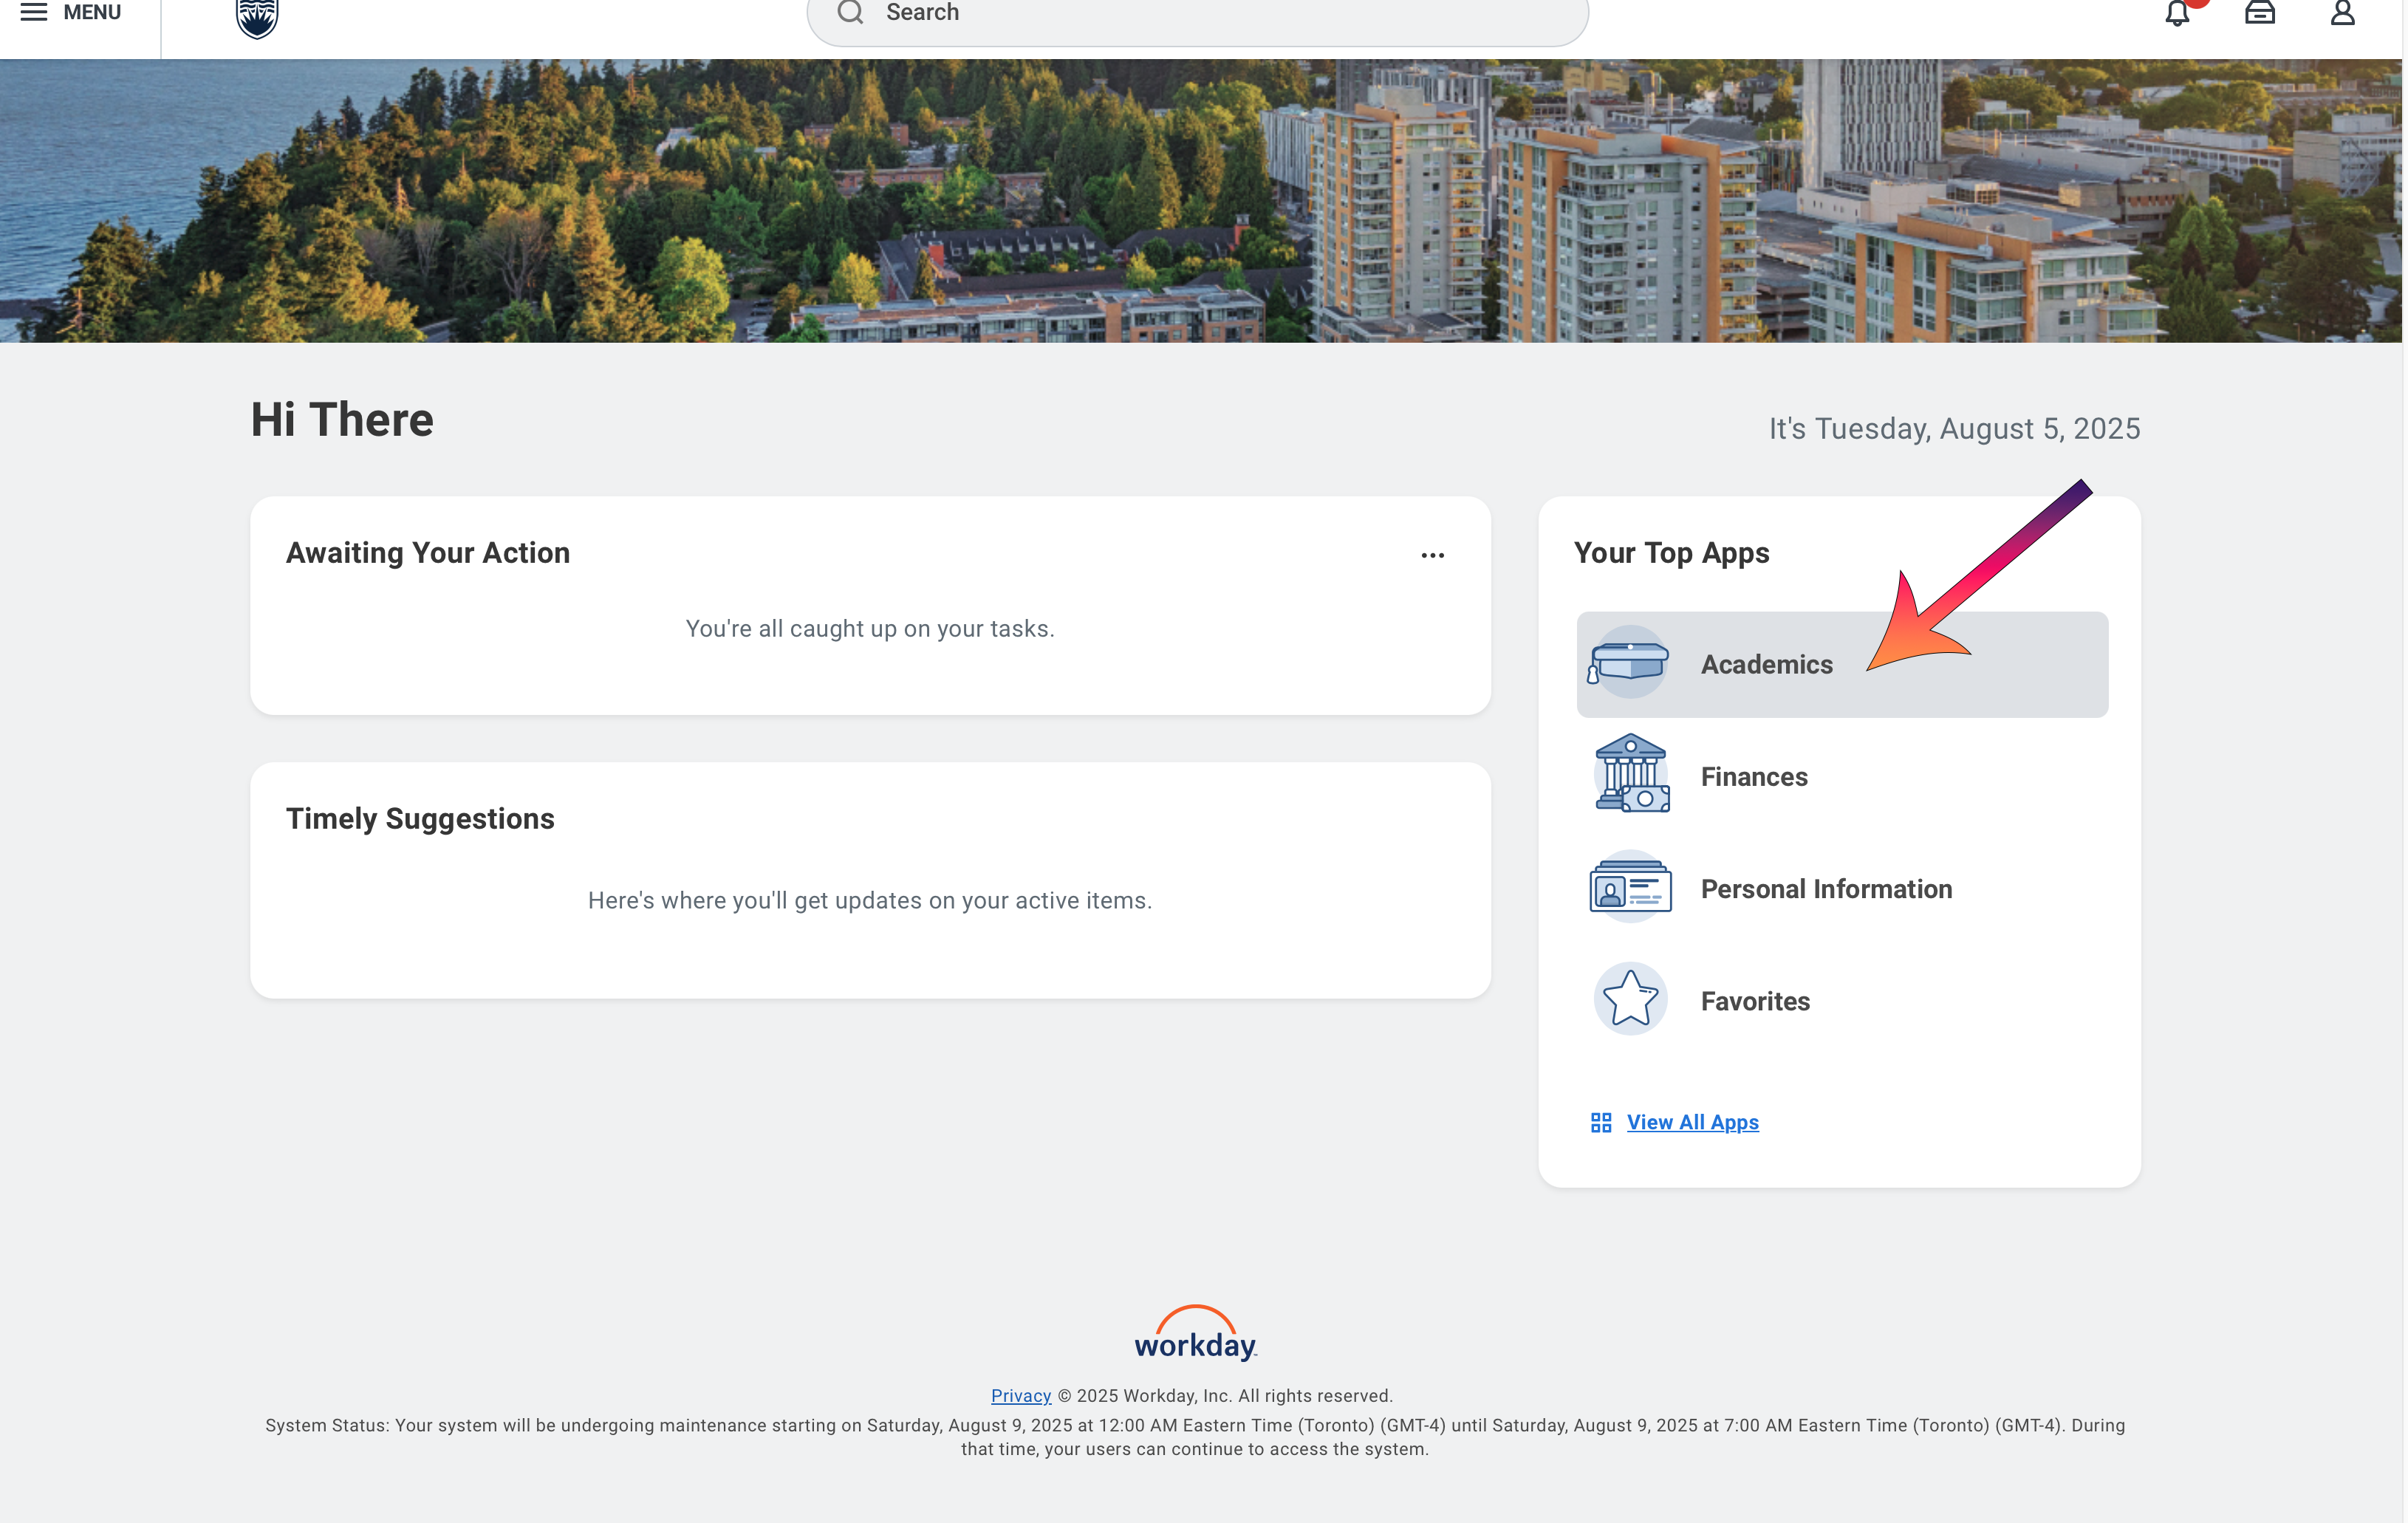 MENU
Search
Hi There
It's Tuesday, August 5, 2025
Awaiting Your Action
You're all caught up on your tasks.
Timely Suggestions
Here's where you'll get updates on your active items.
Your Top Apps
Academics
Finances
Personal Information
Favorites
View All Apps
workday
Privacy © 2025 Workday, Inc. All rights reserved.
System Status: Your system will be undergoing maintenance starting on Saturday, August 9, 2025 at 12:00 AM Eastern Time (Toronto) (GMT-4) until Saturday, August 9, 2025 at 7:00 AM Eastern Time (Toronto) (GMT-4). During
that time, your users can continue to access the system.